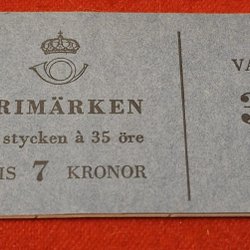 RIMÄRKEN
stycken à 35 öre
IS 7 KRONOR
VA
3